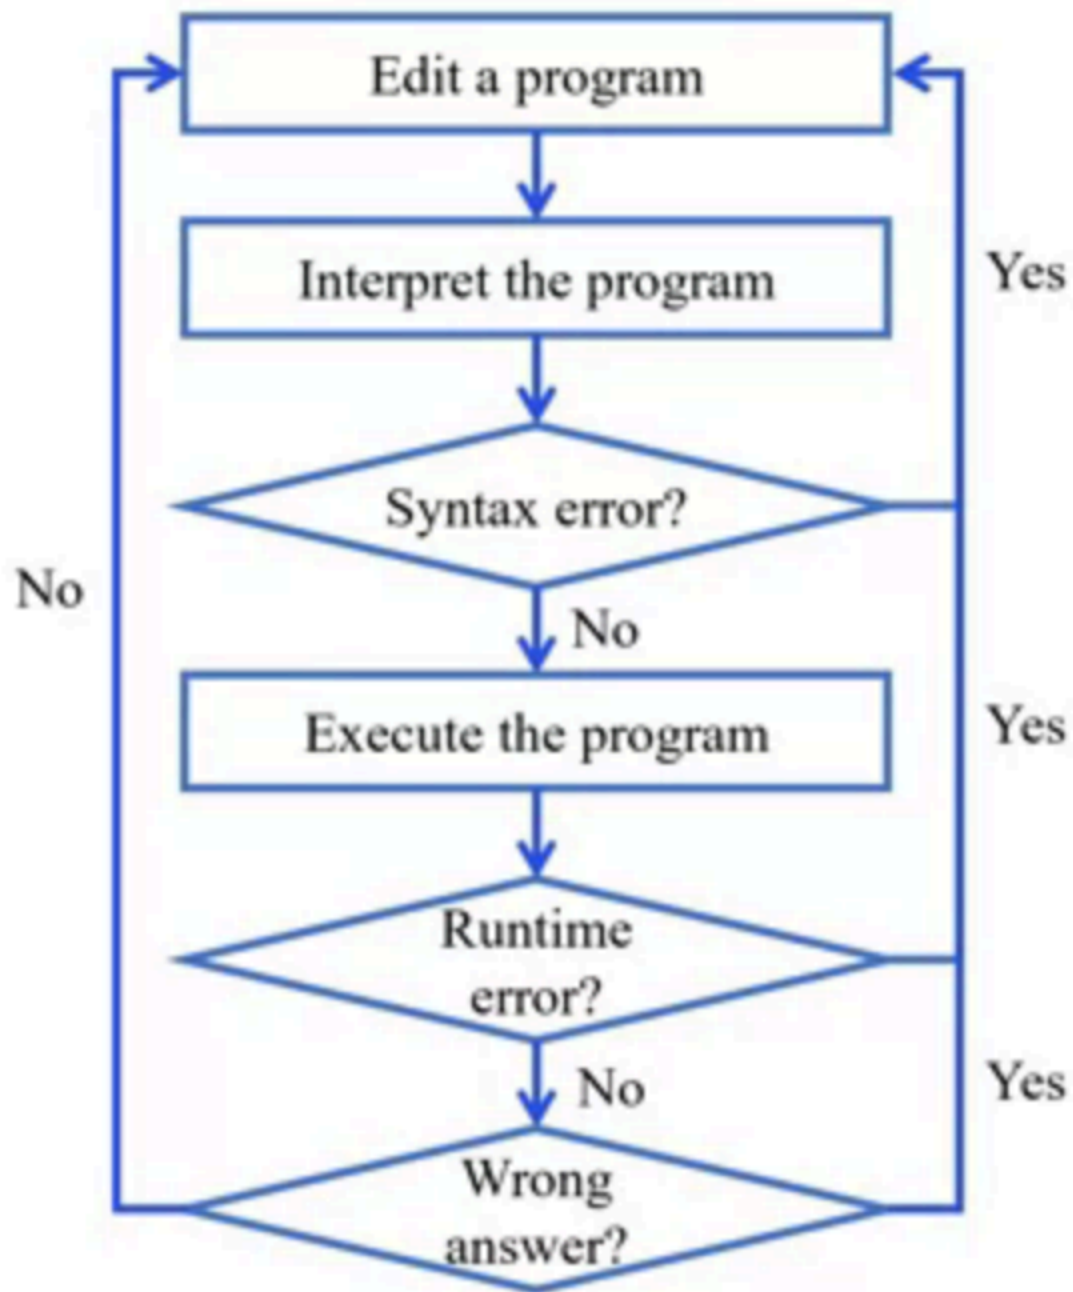 Edit a program
Interpret the program
Yes
Syntax error?
No
No
Execute the program
Yes
Runtime
error?
No
Yes
Wrong
answer?